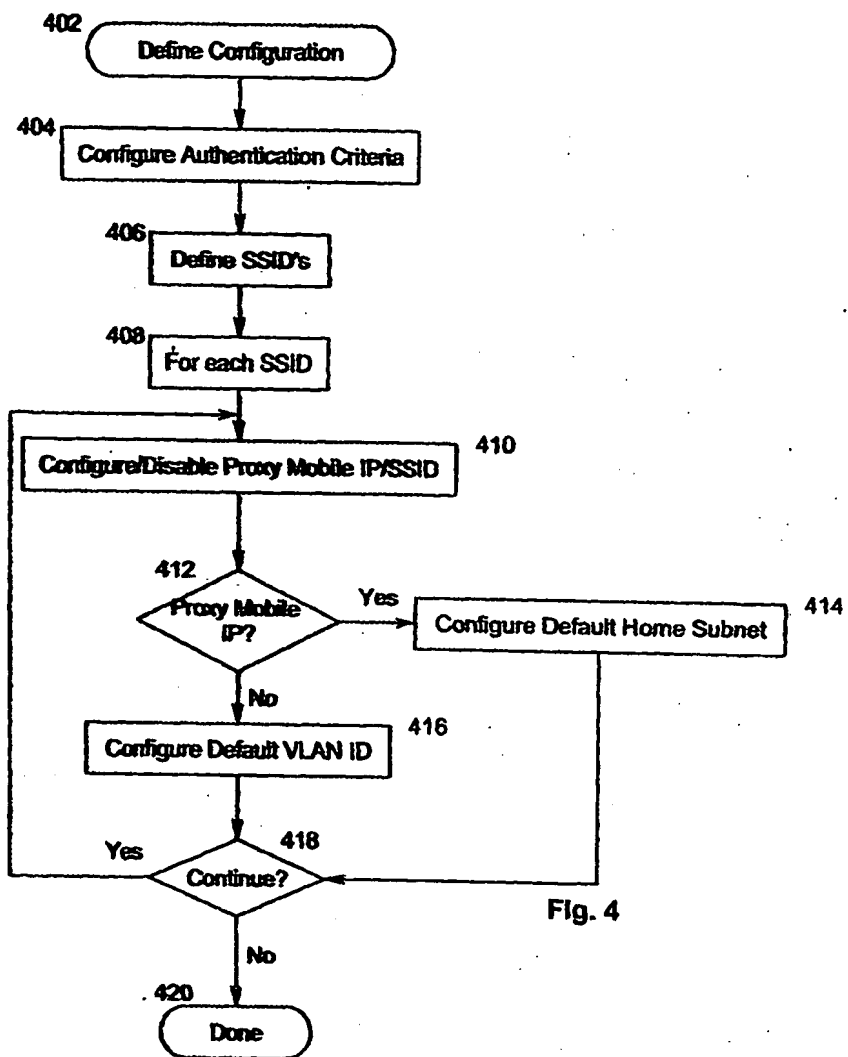 402
Define Configuration
404
Configure Authentication Criteria
406
Define SSID's
408
For each SSID
Configure/Disable Proxy Mobile IP/SSID
410
412
Proxy Mobile
IP?
Yes
Configure Default Home Subnet
414
No
Configure Default VLAN ID
416
Yes
418
Continue?
Fig. 4
No
420
Done